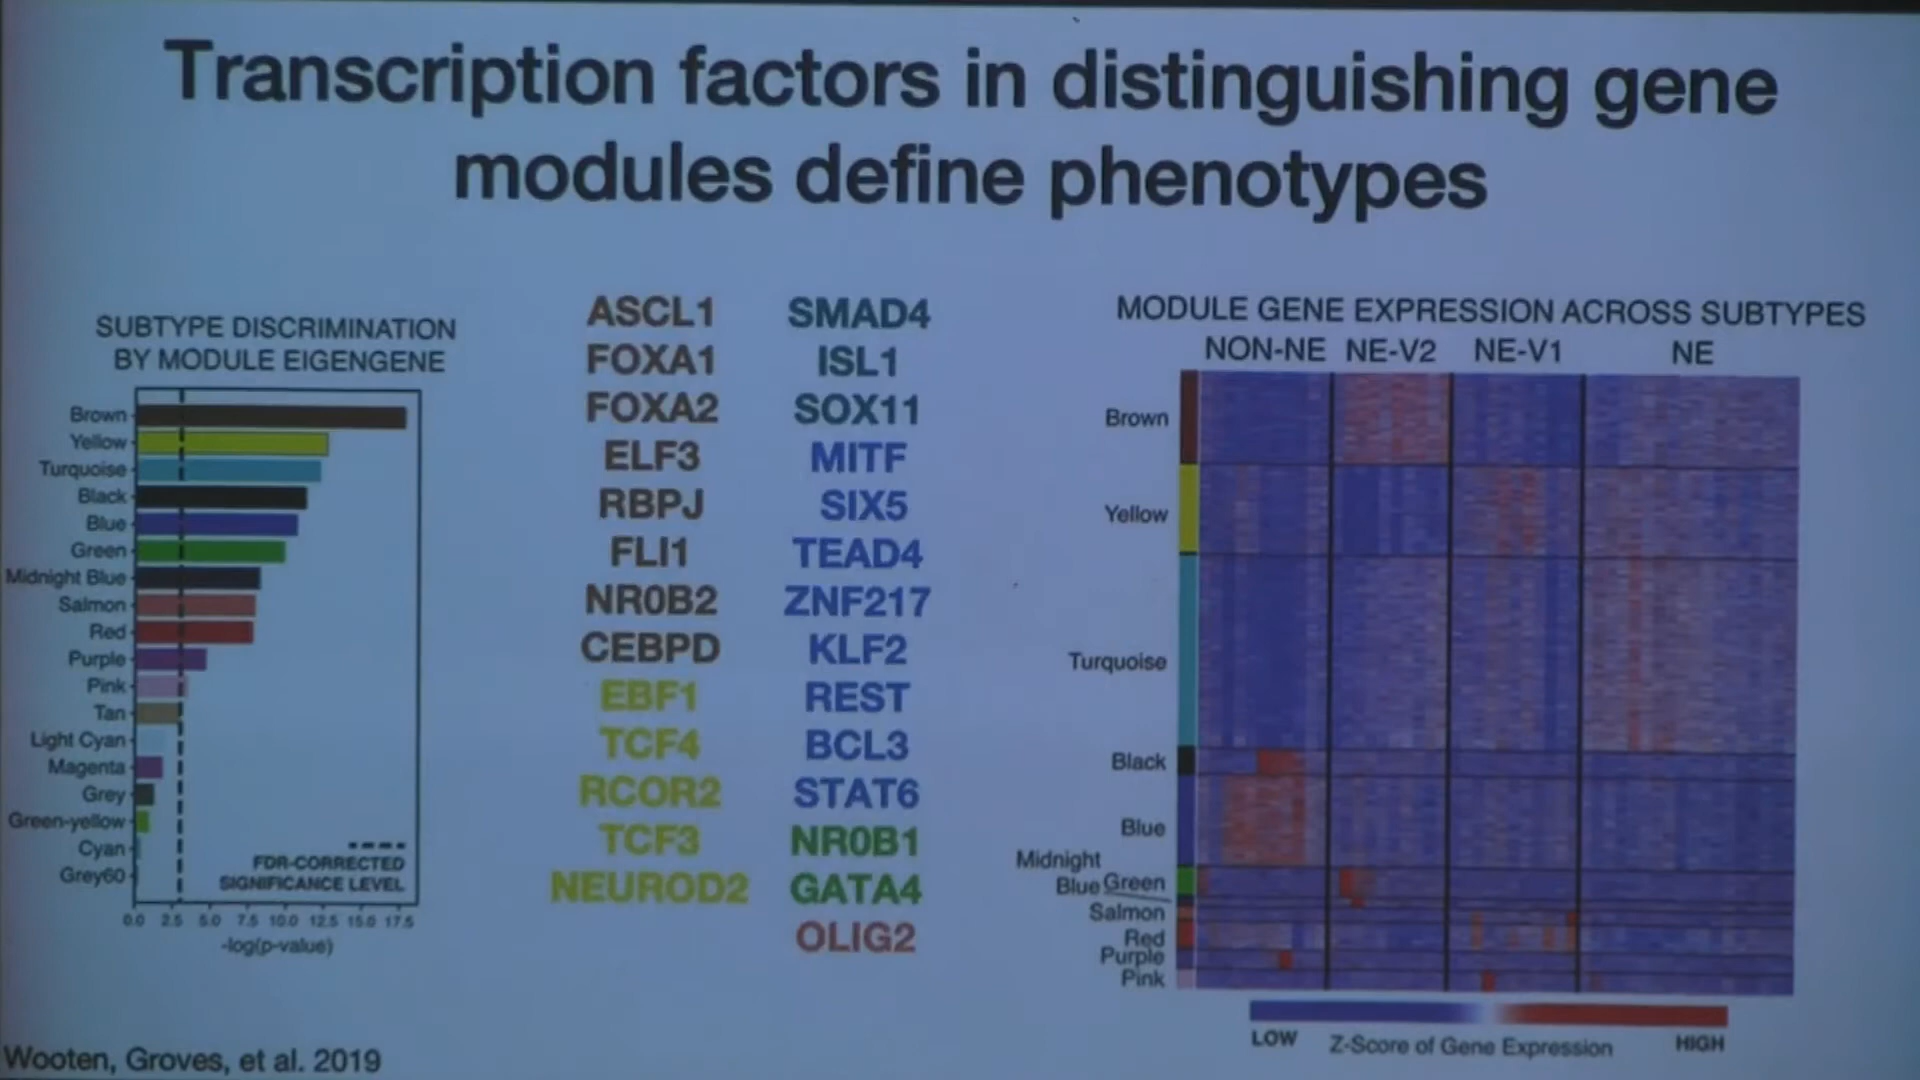 Transcription factors in distinguishing gene
modules define phenotypes
SUBTYPE DISCRIMINATION
BY MODULE EIGENGENE
Brown
Yellow
Turquoise
Black
Blue
Green
Midnight Blue
Salmon
Red
Purple
Pink
Tan
Light Cyan
Magenta
Grey
Green-yellow
Cyan
Grey60
FDR-CORRECTED
SIGNIFICANCE LEVEL
0.0 2.5 5.0 7.5 10.0 12.5 15.0 17.5
-log(p-value)
ASCL1
FOXA1
FOXA2
ELF3
RBPJ
FLI1
NR0B2
CEBPD
EBF1
TCF4
RCOR2
TCF3
NEUROD2
SMAD4
ISL1
SOX11
MITF
SIX5
TEAD4
ZNF217
KLF2
REST
BCL3
STAT6
NR0B1
GATA4
OLIG2
MODULE GENE EXPRESSION ACROSS SUBTYPES
NON-NE NE-V2 NE-V1 NE
Brown
Yellow
Turquoise
Black
Blue
Midnight
Blue Green
Salmon
Red
Purple
Pink
LOW Z-Score of Gene Expression HIGH
Wooten, Groves, et al. 2019